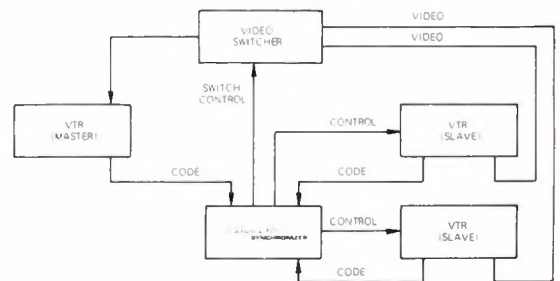 VIDEO
VIDEO
VIDEO
SWITCHER
SWITCH
CONTROL
VTR
(MASTER)
CONTROL
VTR
(SLAVE)
CODE
CODE
SYNCHRONIZER
CONTROL
VTR
(SLAVE)
CODE